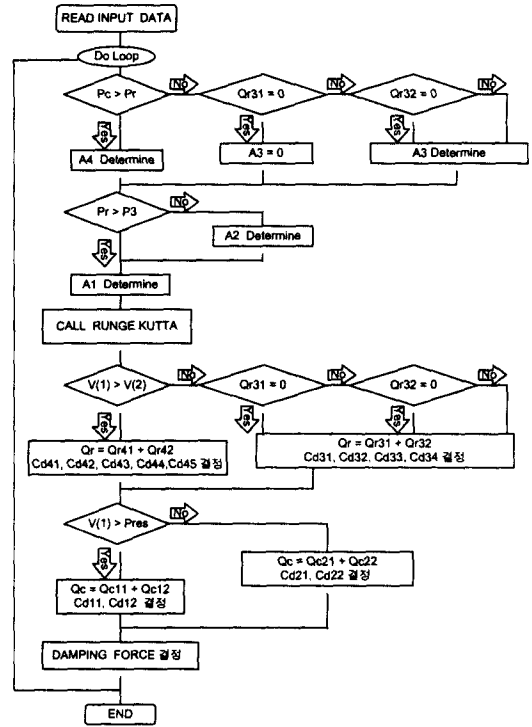 READ INPUT DATA
Do Loop
Pc > Pr
No
Qr31 = 0
No
Qr32 = 0
No
Yes
Yes
Yes
A4 Determine
A3 = 0
A3 Determine
Pr > P3
No
Yes
A2 Determine
A1 Determine
CALL RUNGE KUTTA
V(1) > V(2)
No
Qr31 = 0
No
Qr32 = 0
No
Yes
Yes
Yes
Qr = Qr41 + Qr42
Cd41, Cd42, Cd43, Cd44,Cd45 결정
Qr = Qr31 + Qr32
Cd31, Cd32, Cd33, Cd34 결정
V(1) > Pres
No
Yes
Qc = Qc21 + Qc22
Cd21, Cd22 결정
Qc = Qc11 + Qc12
Cd11, Cd12 결정
DAMPING FORCE 결정
END